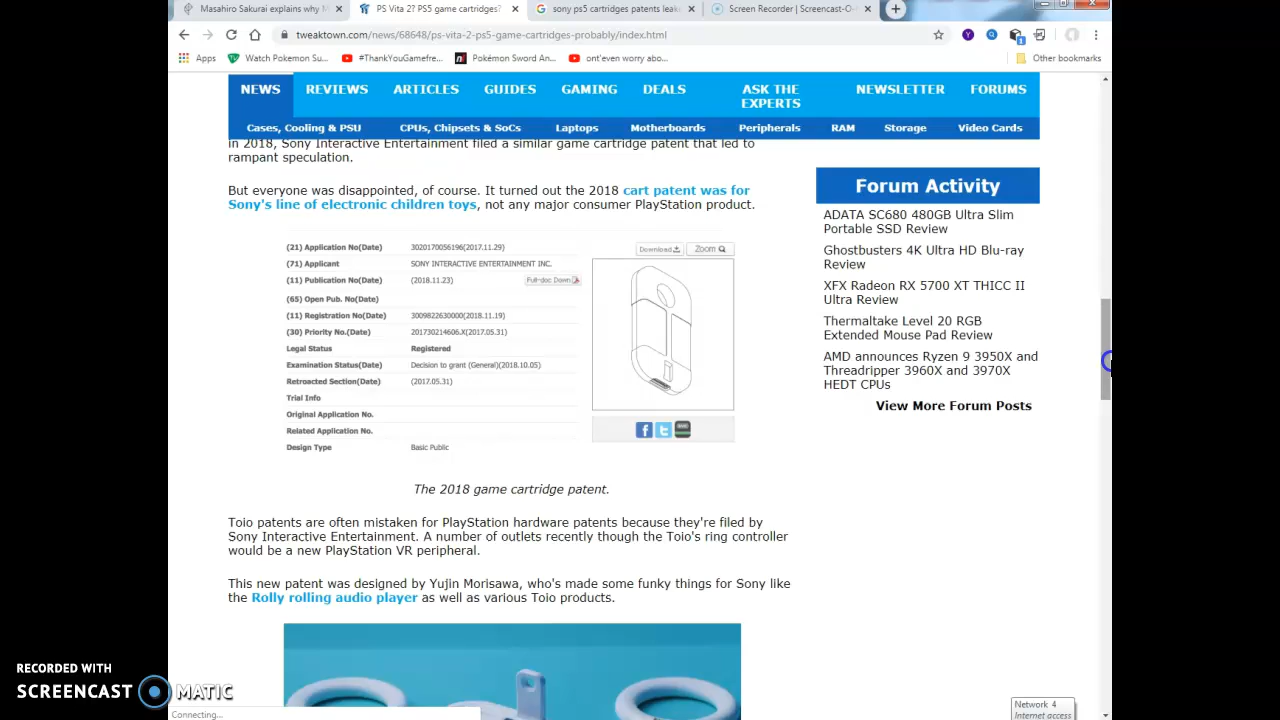 Masahiro Sakurai explains why M
PS Vita 2? PS5 game cartridges?
sony ps5 cartridges patents leak
Screen Recorder | Screencast-O-
tweaktown.com/news/68648/ps-vita-2-ps5-game-cartridges-probably/index.html
Apps
Watch Pokemon Su...
#ThankYouGamefre...
Pokémon Sword An...
ont'even worry abo...
Other bookmarks
NEWS
REVIEWS
ARTICLES
GUIDES
GAMING
DEALS
ASK THE
EXPERTS
NEWSLETTER
FORUMS
Cases, Cooling & PSU
CPUs, Chipsets & SoCs
Laptops
Motherboards
Peripherals
RAM
Storage
Video Cards
in 2018, Sony Interactive Entertainment filed a similar game cartridge patent that led to
rampant speculation.
But everyone was disappointed, of course. It turned out the 2018 cart patent was for
Sony's line of electronic children toys, not any major consumer PlayStation product.
(21) Application No(Date) 3020170056196(2017.11.29)
(71) Applicant SONY INTERACTIVE ENTERTAINMENT INC.
(11) Publication No(Date) (2018.11.23) Full-doc Down
(65) Open Pub. No(Date)
(11) Registration No(Date) 3009822630000(2018.11.19)
(30) Priority No.(Date) 201730214606.X(2017.05.31)
Legal Status Registered
Examination Status(Date) Decision to grant (General)(2018.10.05)
Retroacted Section(Date) (2017.05.31)
Trial Info
Original Application No.
Related Application No.
Design Type Basic Public
Download
Zoom
The 2018 game cartridge patent.
Toio patents are often mistaken for PlayStation hardware patents because they're filed by
Sony Interactive Entertainment. A number of outlets recently though the Toio's ring controller
would be a new PlayStation VR peripheral.
This new patent was designed by Yujin Morisawa, who's made some funky things for Sony like
the Rolly rolling audio player as well as various Toio products.
Forum Activity
ADATA SC680 480GB Ultra Slim
Portable SSD Review
Ghostbusters 4K Ultra HD Blu-ray
Review
XFX Radeon RX 5700 XT THICC II
Ultra Review
Thermaltake Level 20 RGB
Extended Mouse Pad Review
AMD announces Ryzen 9 3950X and
Threadripper 3960X and 3970X
HEDT CPUs
View More Forum Posts
RECORDED WITH
SCREENCAST MATIC
Connecting...
Network 4
Internet access